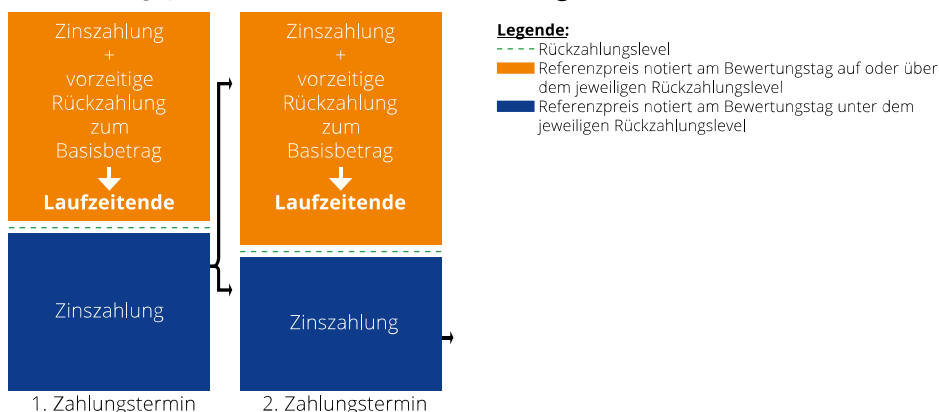 Zinszahlung
+
vorzeitige
Rückzahlung
zum
Basisbetrag
Laufzeitende
Zinszahlung
1. Zahlungstermin
Zinszahlung
+
vorzeitige
Rückzahlung
zum
Basisbetrag
Laufzeitende
Zinszahlung
2. Zahlungstermin
Legende:
Rückzahlungslevel
Referenzpreis notiert am Bewertungstag auf oder über
dem jeweiligen Rückzahlungslevel
Referenzpreis notiert am Bewertungstag unter dem
jeweiligen Rückzahlungslevel